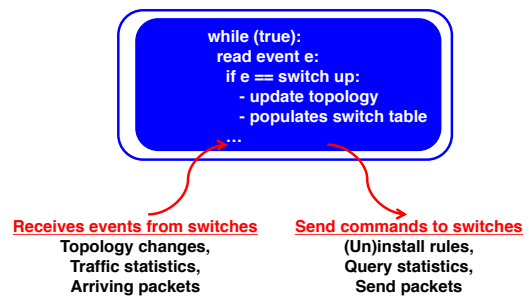 while (true):
read event e:
if e == switch up:
- update topology
- populates switch table
...
Receives events from switches
Topology changes,
Traffic statistics,
Arriving packets
Send commands to switches
(Un)install rules,
Query statistics,
Send packets